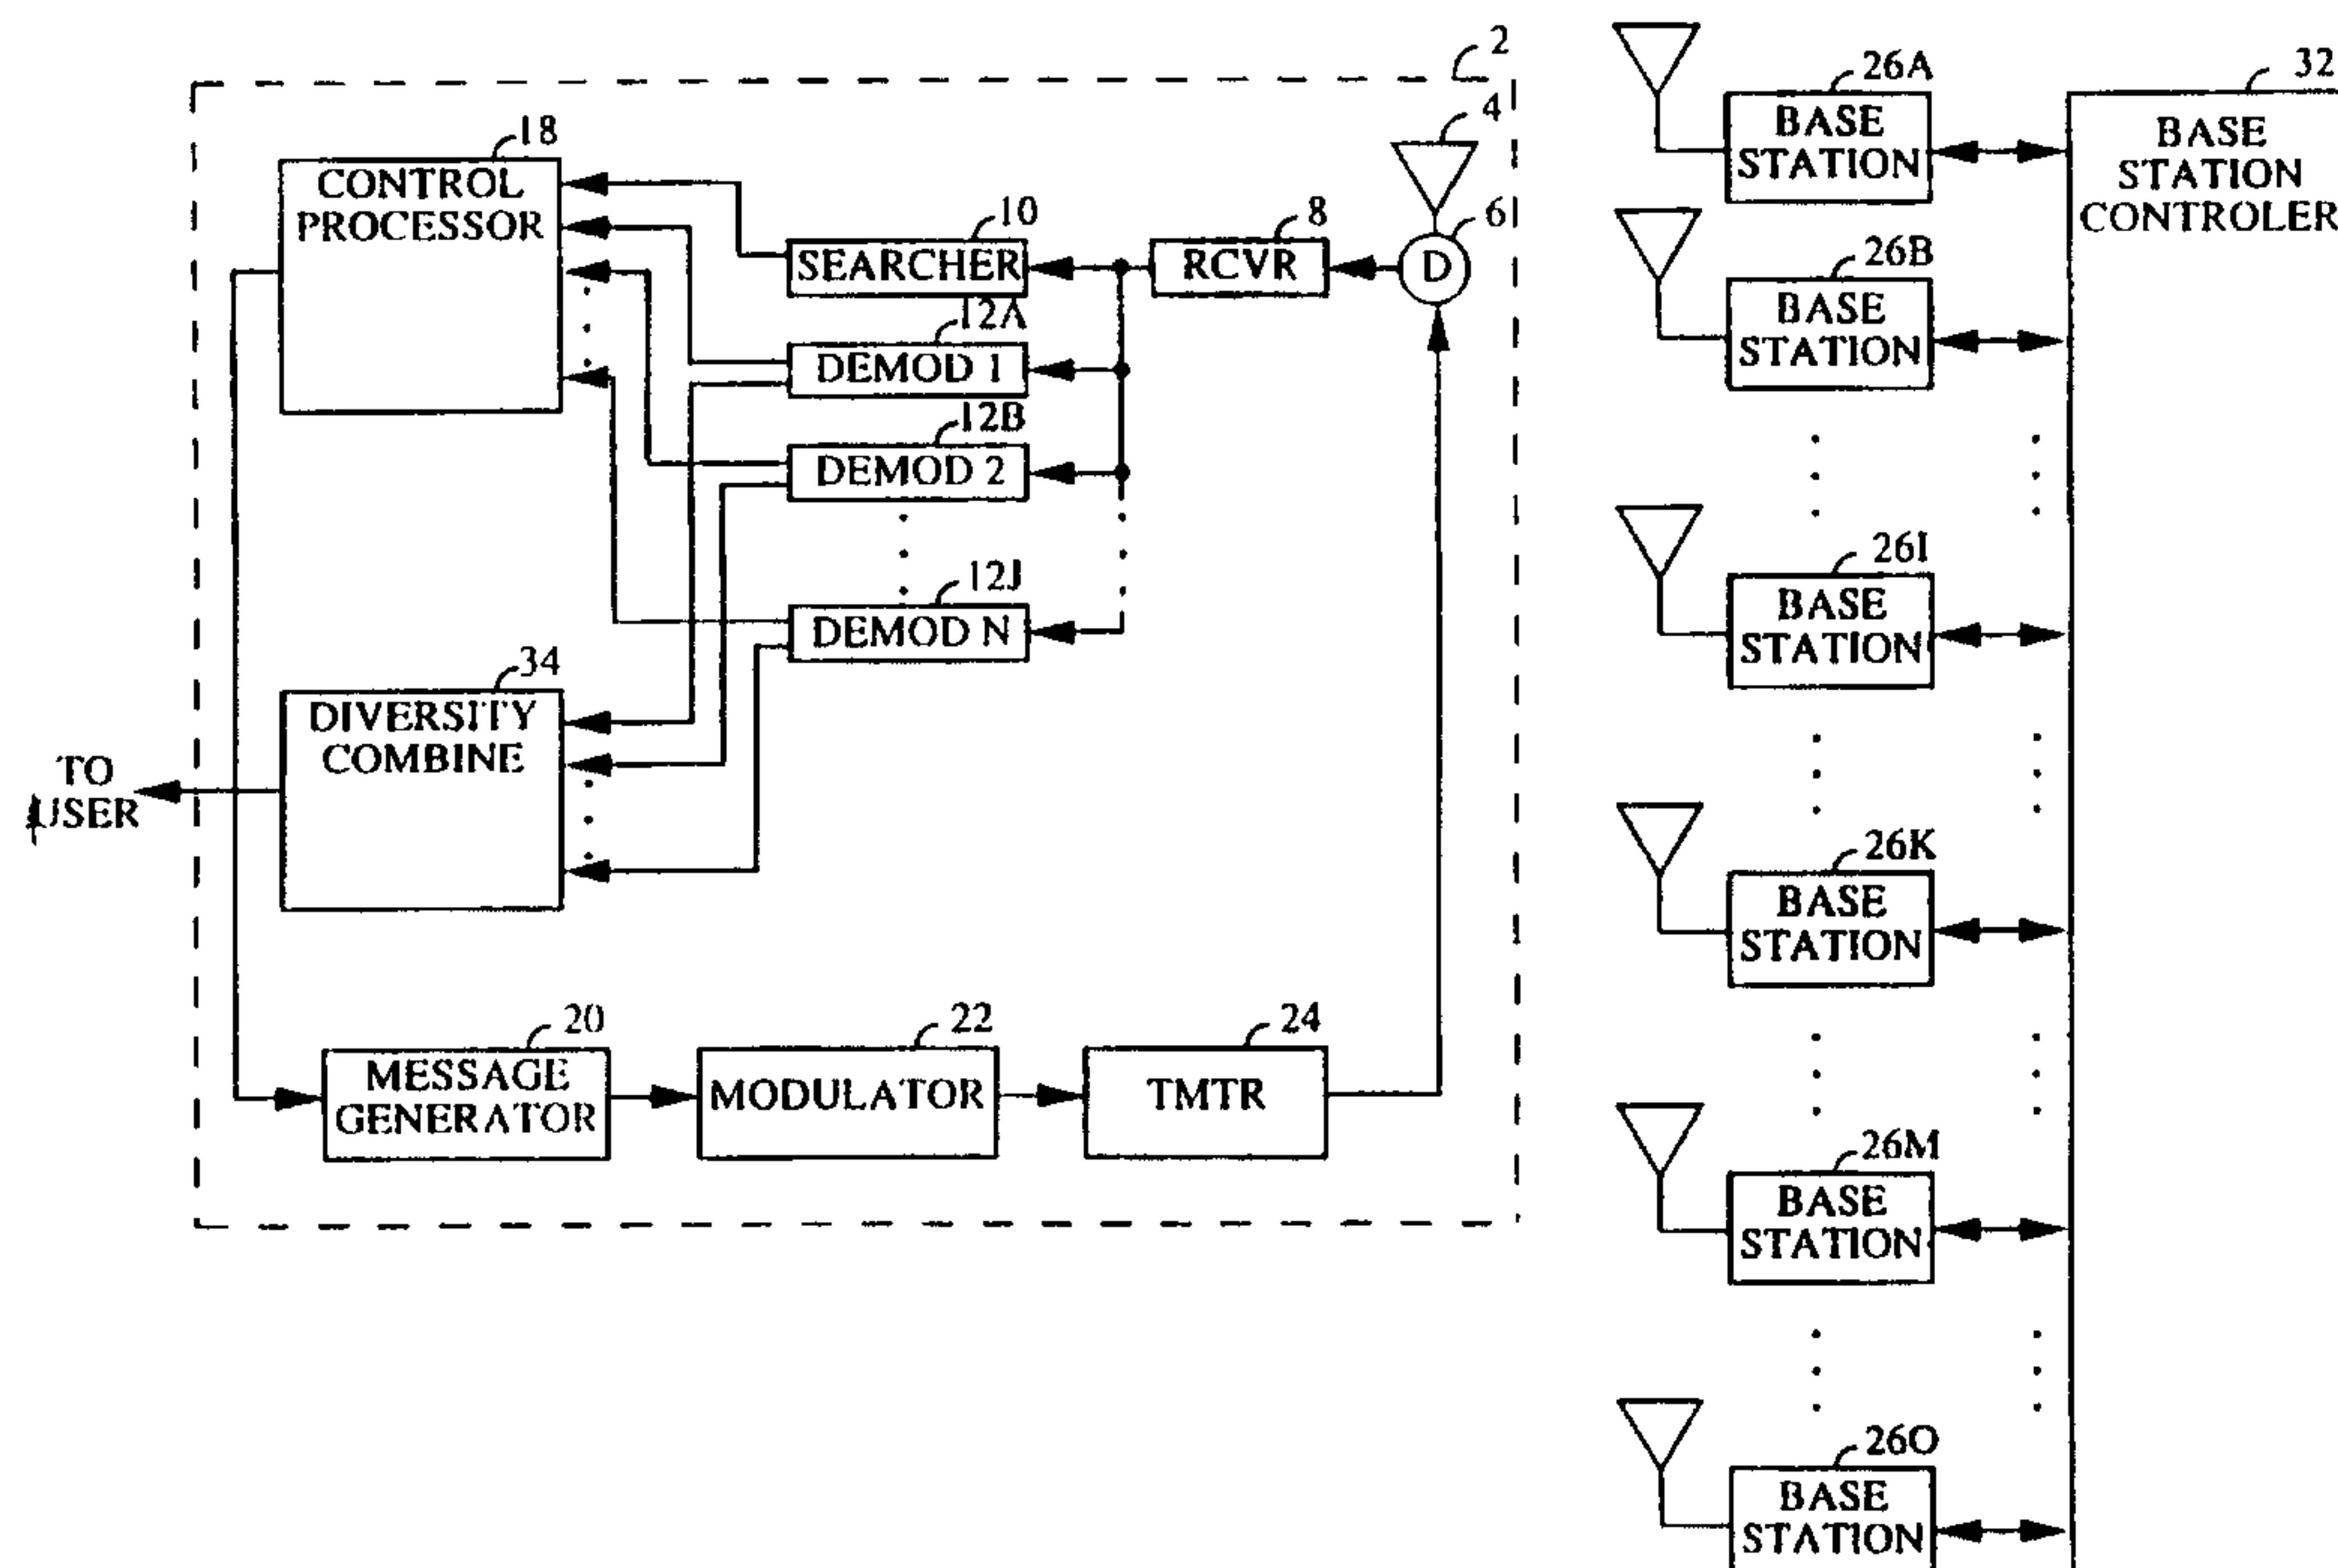 2
4
18
CONTROL
PROCESSOR
10
SEARCHER
8
RCVR
6
D
12A
DEMOD 1
12B
DEMOD 2
12J
DEMOD N
34
DIVERSITY
COMBINE
TO
USER
20
MESSAGE
GENERATOR
22
MODULATOR
24
TMTR
26A
BASE
STATION
26B
BASE
STATION
26I
BASE
STATION
26K
BASE
STATION
26M
BASE
STATION
26O
BASE
STATION
32
BASE
STATION
CONTROLER